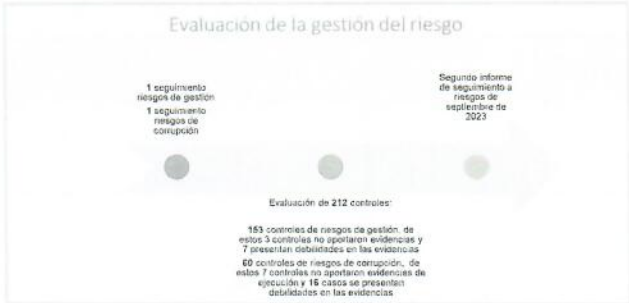 Evaluación de la gestión del riesgo
1 seguimiento
riesgos de gestión
1 seguimiento
riesgos de
corrupción
Segundo informe
de seguimiento a
riesgos de
septiembre de
2023
Evaluación de 212 controles:
153 controles de riesgos de gestión, de
estos 3 controles no aportaron evidencias y
7 presentan debilidades en las evidencias
60 controles de riesgos de corrupción, de
estos 7 controles no aportaron evidencias de
ejecución y 16 casos se presentan
debilidades en las evidencias